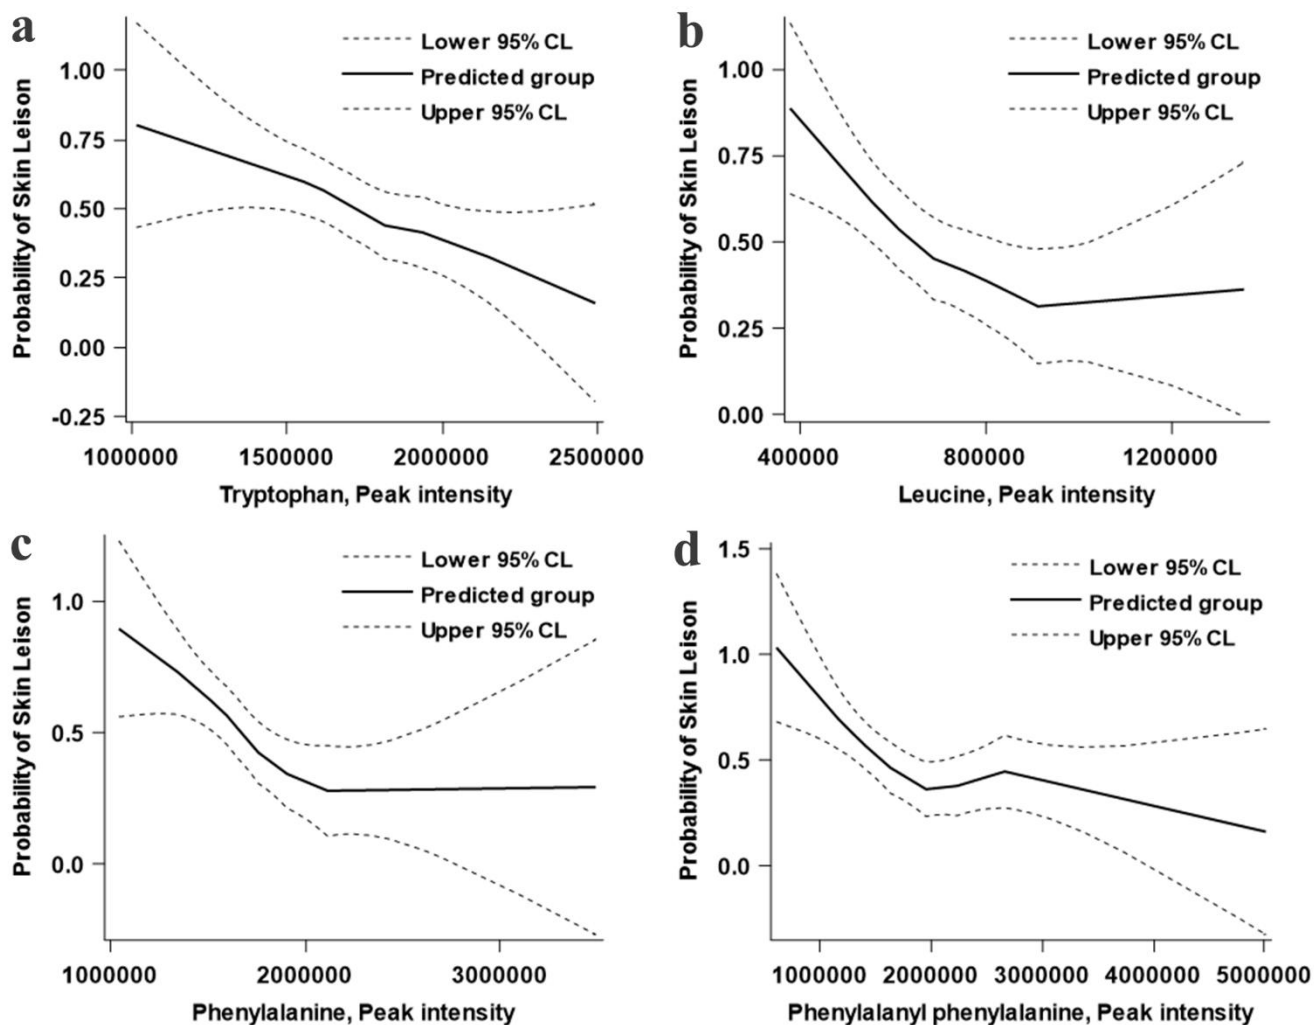 a
Lower 95% CL
Predicted group
Upper 95% CL
Probability of Skin Leison
1.00
0.75
0.50
0.25
0.00
-0.25
1000000 1500000 2000000 2500000
Tryptophan, Peak intensity
b
Lower 95% CL
Predicted group
Upper 95% CL
Probability of Skin Leison
1.00
0.75
0.50
0.25
0.00
400000 800000 1200000
Leucine, Peak intensity
c
Lower 95% CL
Predicted group
Upper 95% CL
Probability of Skin Leison
1.0
0.5
0.0
1000000 2000000 3000000
Phenylalanine, Peak intensity
d
Lower 95% CL
Predicted group
Upper 95% CL
Probability of Skin Leison
1.5
1.0
0.5
0.0
1000000 2000000 3000000 4000000 5000000
Phenylalanyl phenylalanine, Peak intensity